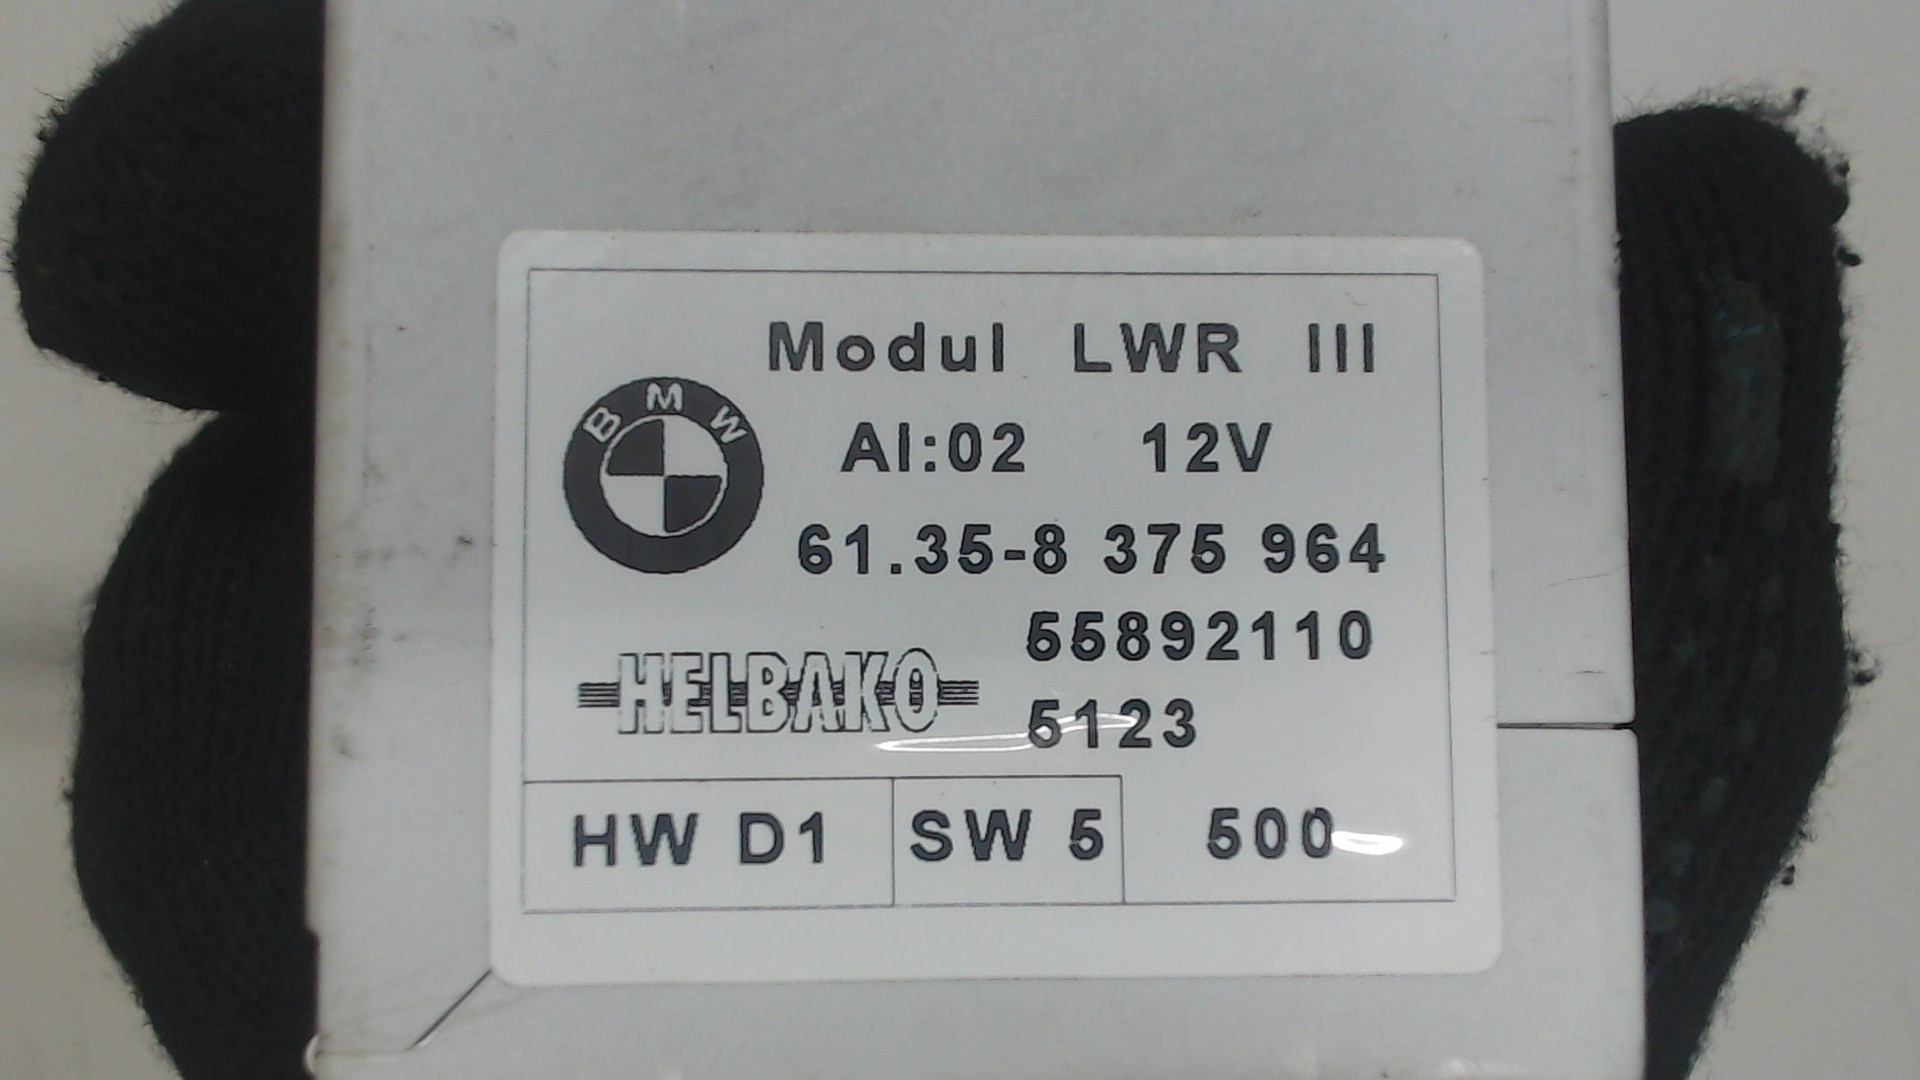 Modul LWR III
BMW
AI:02 12V
61.35-8 375 964
55892110
HELBAKO
5123
HW D1 SW 5 500